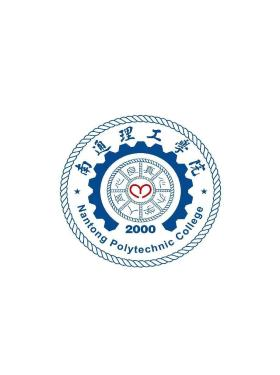 南通理工學院
2000
Nantong Polytechnic College